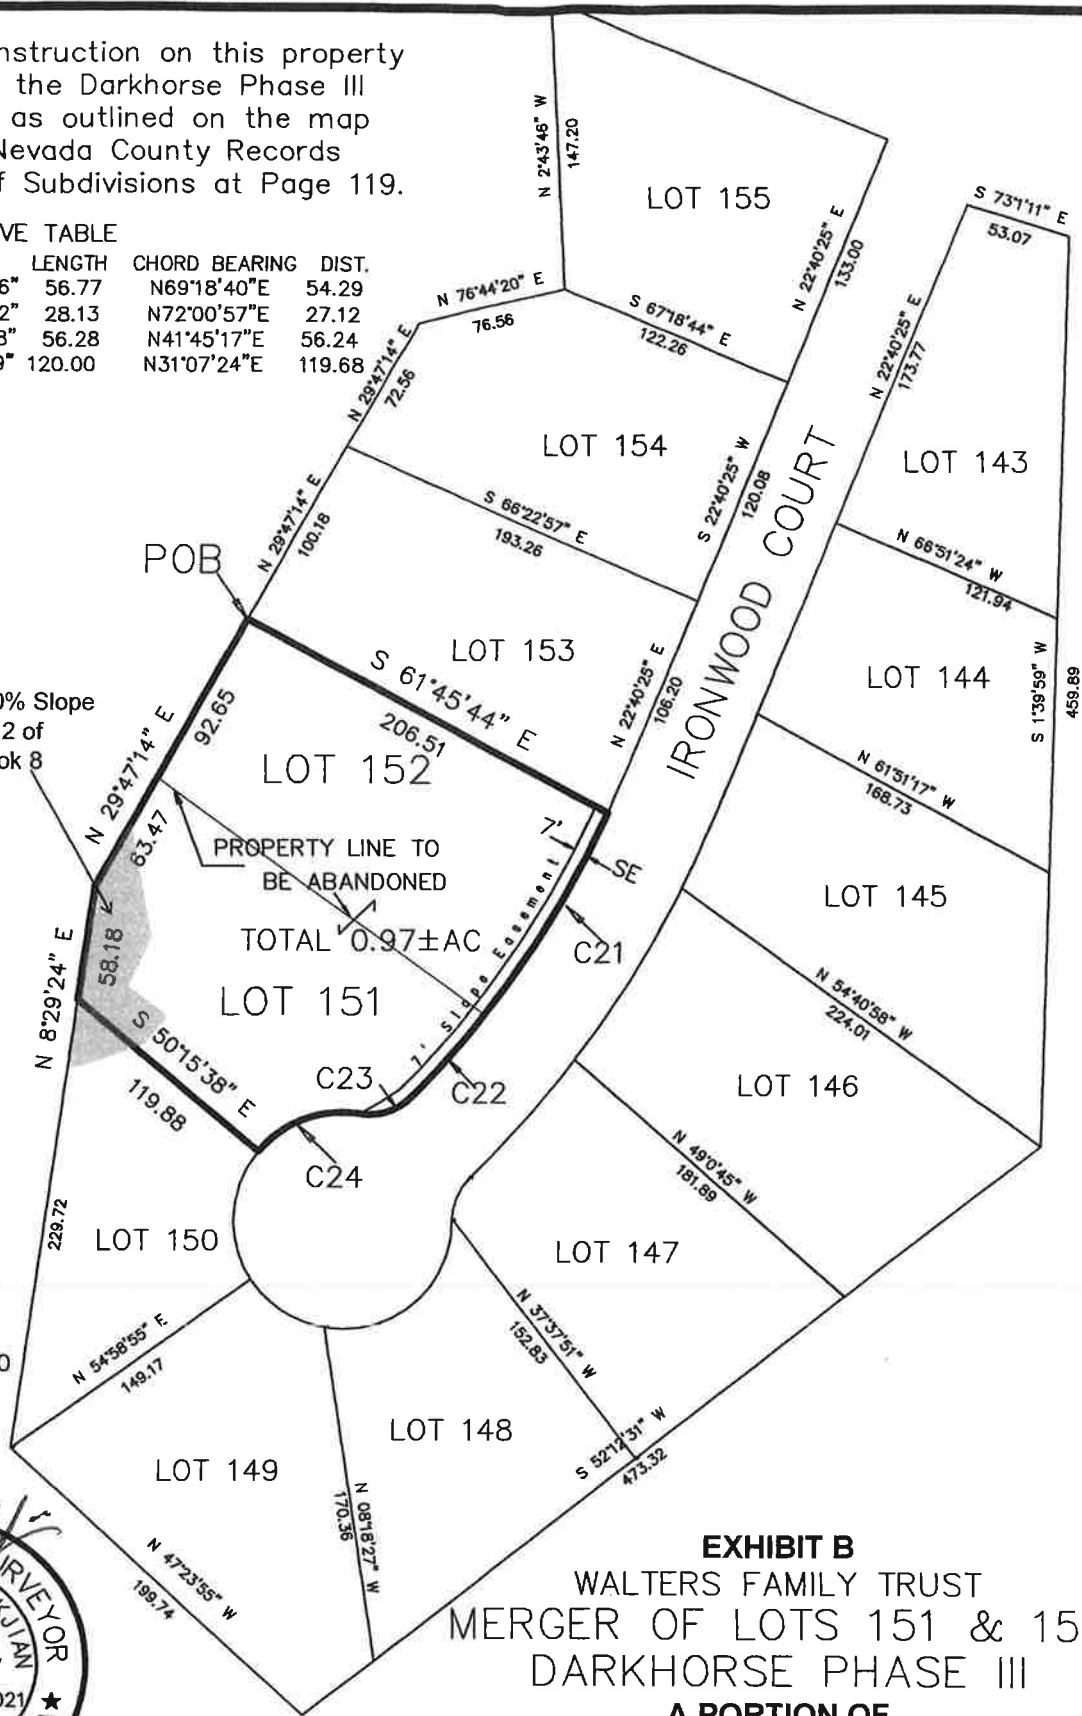 nstruction on this property
the Darkhorse Phase III
as outlined on the map
Nevada County Records
f Subdivisions at Page 119.
VE TABLE
LENGTH CHORD BEARING DIST.
6" 56.77 N69°18'40"E 54.29
2" 28.13 N72°00'57"E 27.12
8" 56.28 N41°45'17"E 56.24
9" 120.00 N31°07'24"E 119.68
N 2°43'46" W
147.20
LOT 155
N 22°40'25" E
133.00
S 73°1'11" E
53.07
N 76°44'20" E
76.56
S 67°18'44" E
122.26
N 29°47'14" E
72.56
N 22°40'25" E
173.77
LOT 154
S 22°40'25" W
120.08
LOT 143
N 29°47'14" E
100.18
S 66°22'57" E
193.26
N 66°51'24" W
121.94
POB
IRONWOOD COURT
LOT 153
S 61°45'44" E
206.51
N 22°40'25" E
106.20
LOT 144
S 1°39'59" W
459.89
0% Slope
2 of
ok 8
N 29°47'14" E
92.65
63.47
LOT 152
N 61°51'17" W
168.73
7'
SE
PROPERTY LINE TO
BE ABANDONED
LOT 145
TOTAL 0.97±AC
C21
7' Slope Easement
N 8°29'24" E
58.18
LOT 151
N 54°40'58" W
224.01
S 50°15'38" E
119.88
C23
C22
LOT 146
C24
N 49°0'45" W
181.89
229.72
LOT 150
LOT 147
N 37°37'51" W
152.83
0
N 54°58'55" E
149.17
LOT 148
S 52°12'31" W
473.32
LOT 149
N 08°18'27" W
170.36
N 47°23'55" W
199.74
RVEYOR
KJIAN
021
EXHIBIT B
WALTERS FAMILY TRUST
MERGER OF LOTS 151 & 15
DARKHORSE PHASE III
A PORTION OF